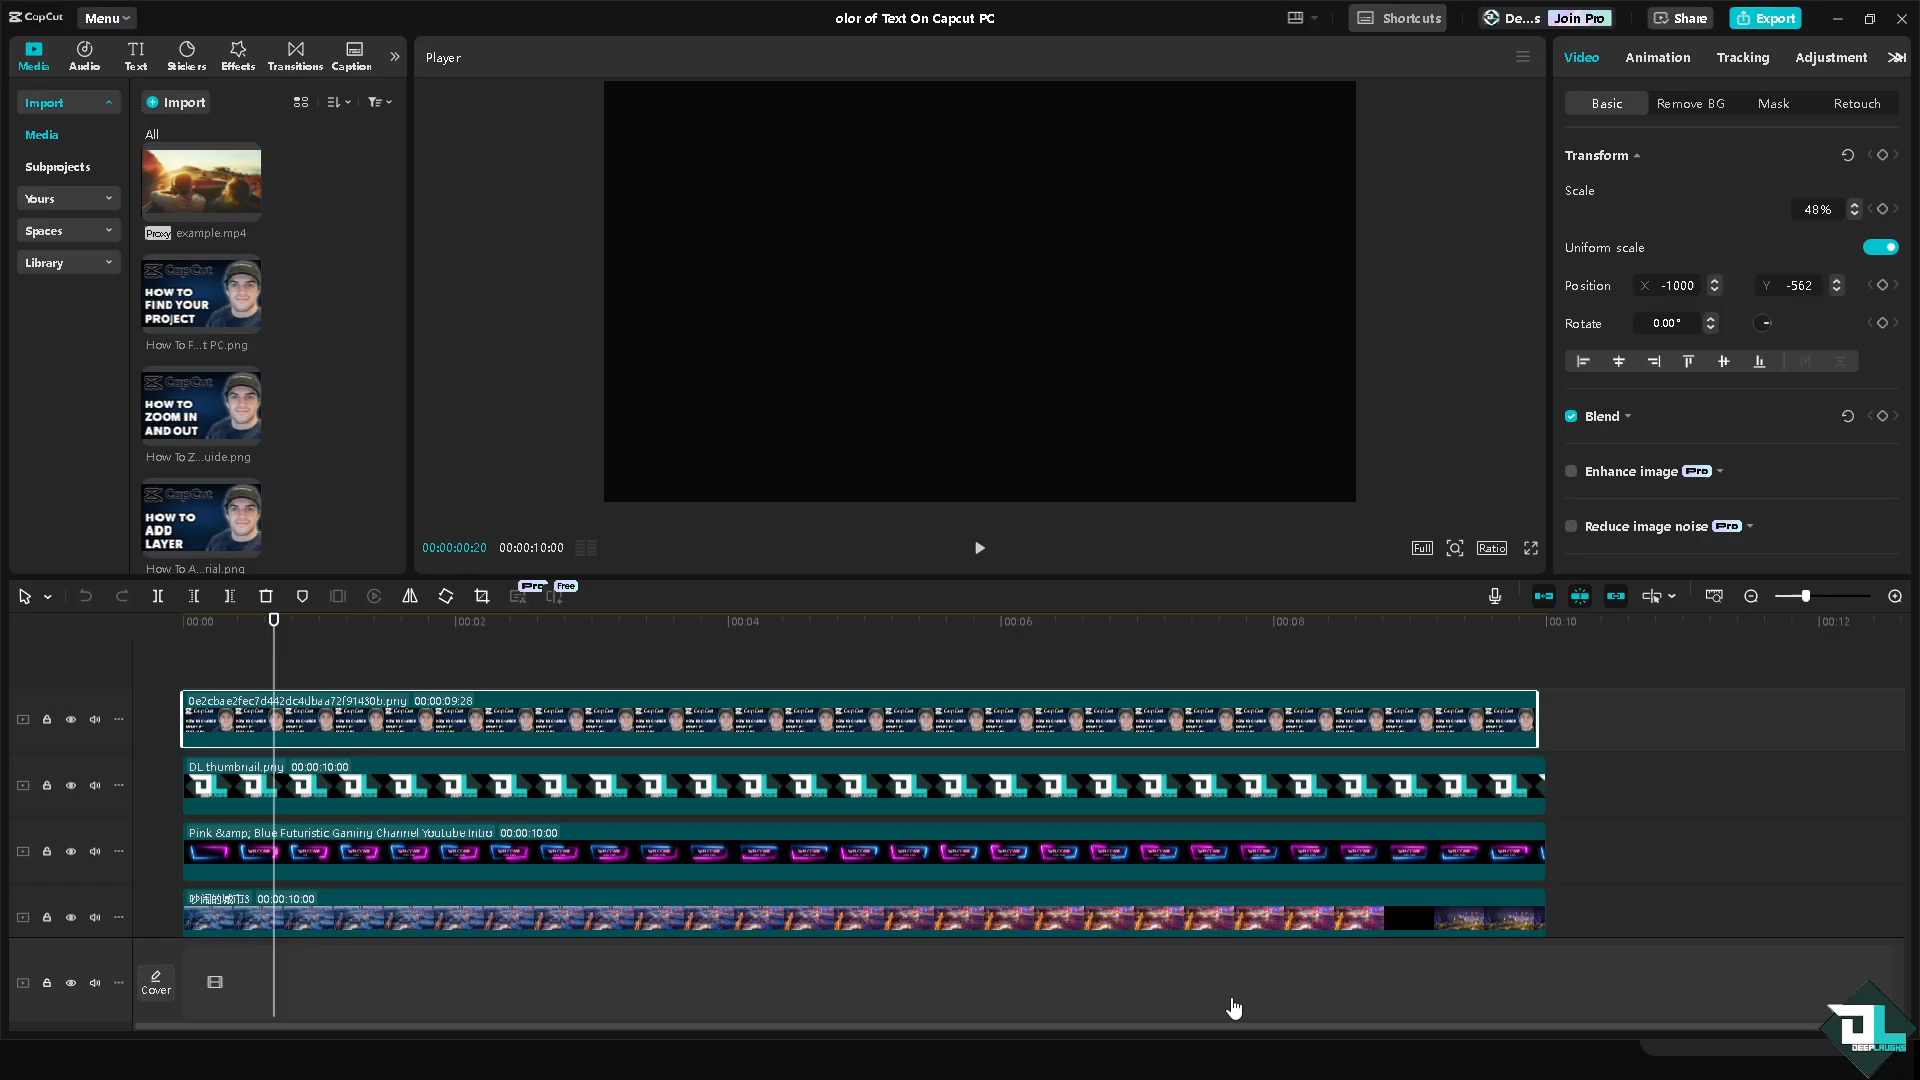 CapCut
Menu
olor of Text On Capcut PC
Shortcuts
De...s
Join Pro
Share
Export
Media
Audio
Text
Stickers
Effects
Transitions
Caption
Player
Video
Animation
Tracking
Adjustment
Import
Media
Subprojects
Yours
Spaces
Library
Import
All
Proxy
example.mp4
CapCut
HOW TO
FIND YOUR
PROJECT
How To F...t PC.png
CapCut
HOW TO
ZOOM IN
AND OUT
How To Z...uide.png
CapCut
HOW TO
ADD
LAYER
How To A...rial.png
00:00:00:20
00:00:10:00
Full
Ratio
Basic
Remove BG
Mask
Retouch
Transform
Scale
48%
Uniform scale
Position
X -1000
Y -562
Rotate
0.00°
Blend
Enhance image Pro
Reduce image noise Pro
Pro
Free
00:00
00:02
00:04
00:06
00:08
00:10
00:12
00:00:09:28
DL thumbnail.png 00:00:10:00
Pink &amp; Blue Futuristic Gaming Channel Youtube Intro 00:00:10:00
吵闹的城市3 00:00:10:00
Cover
DL
DEEPLAUGHS